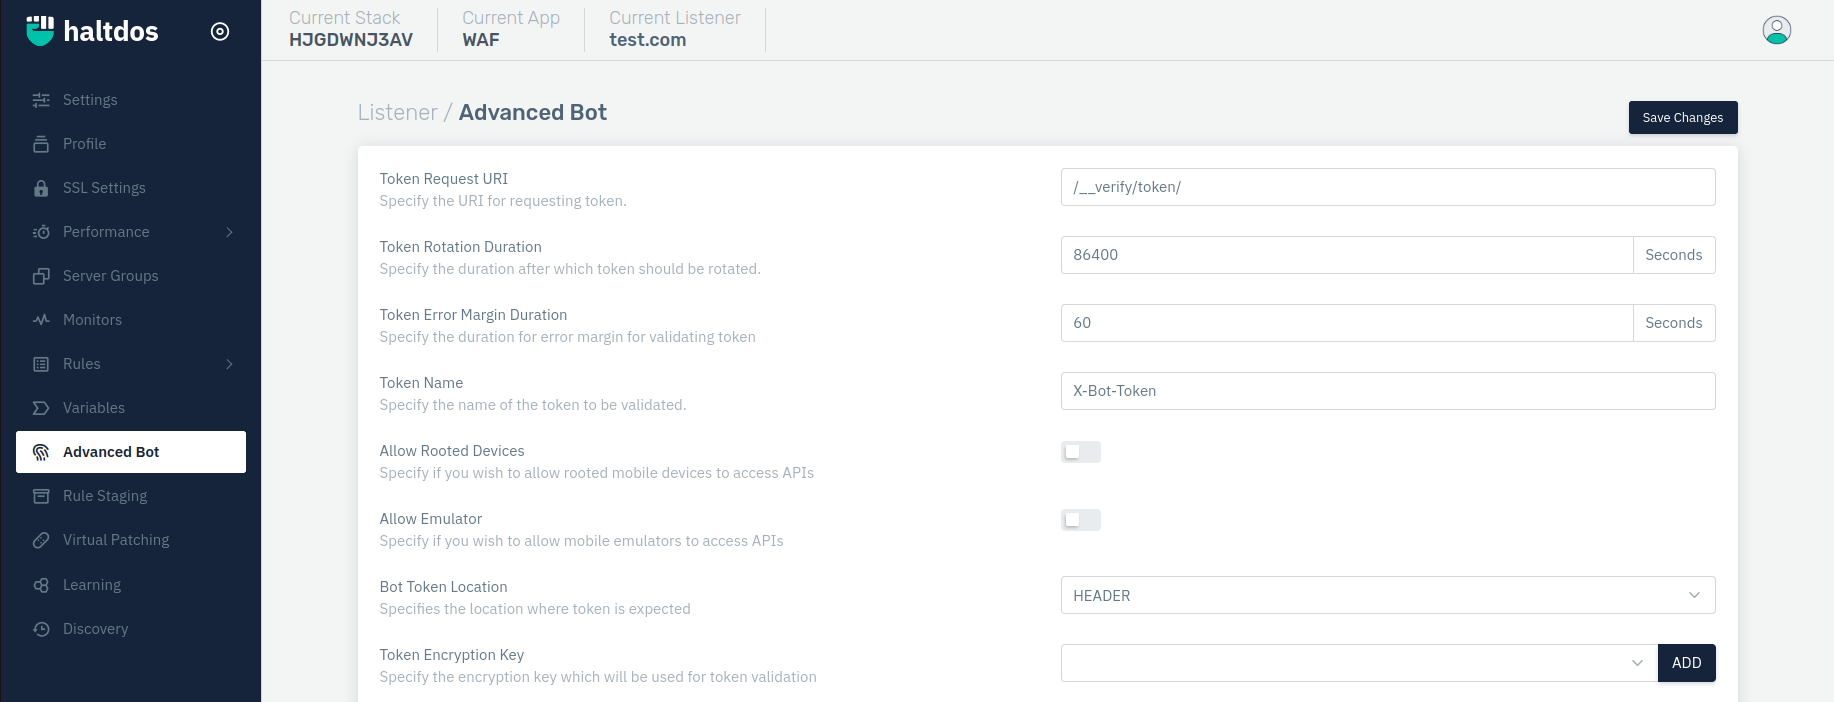 haltdos
Current Stack
HJGDWNJ3AV
Current App
WAF
Current Listener
test.com
Settings
Profile
SSL Settings
Performance
Server Groups
Monitors
Rules
Variables
Advanced Bot
Rule Staging
Virtual Patching
Learning
Discovery
Listener / Advanced Bot
Save Changes
Token Request URI
Specify the URI for requesting token.
/__verify/token/
Token Rotation Duration
Specify the duration after which token should be rotated.
86400 Seconds
Token Error Margin Duration
Specify the duration for error margin for validating token
60 Seconds
Token Name
Specify the name of the token to be validated.
X-Bot-Token
Allow Rooted Devices
Specify if you wish to allow rooted mobile devices to access APIs
Allow Emulator
Specify if you wish to allow mobile emulators to access APIs
Bot Token Location
Specifies the location where token is expected
HEADER
Token Encryption Key
Specify the encryption key which will be used for token validation
ADD